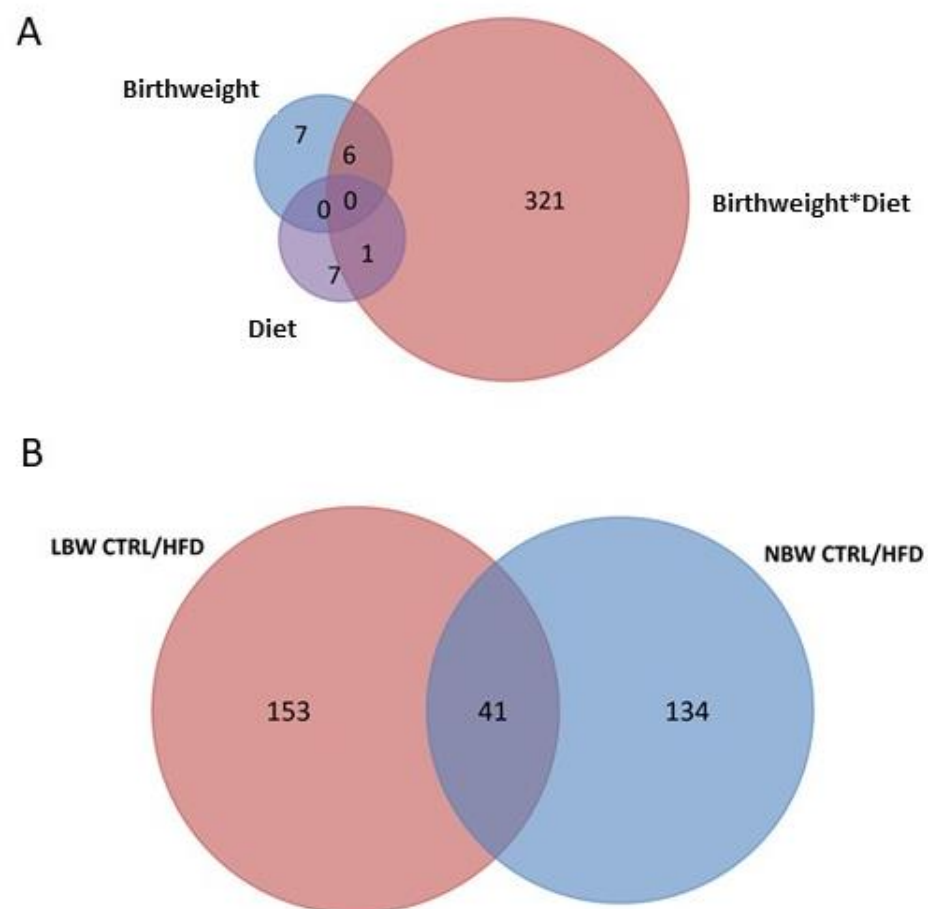 A
Birthweight
7
6
0
0
321
Birthweight*Diet
1
7
Diet
B
LBW CTRL/HFD
NBW CTRL/HFD
153
41
134